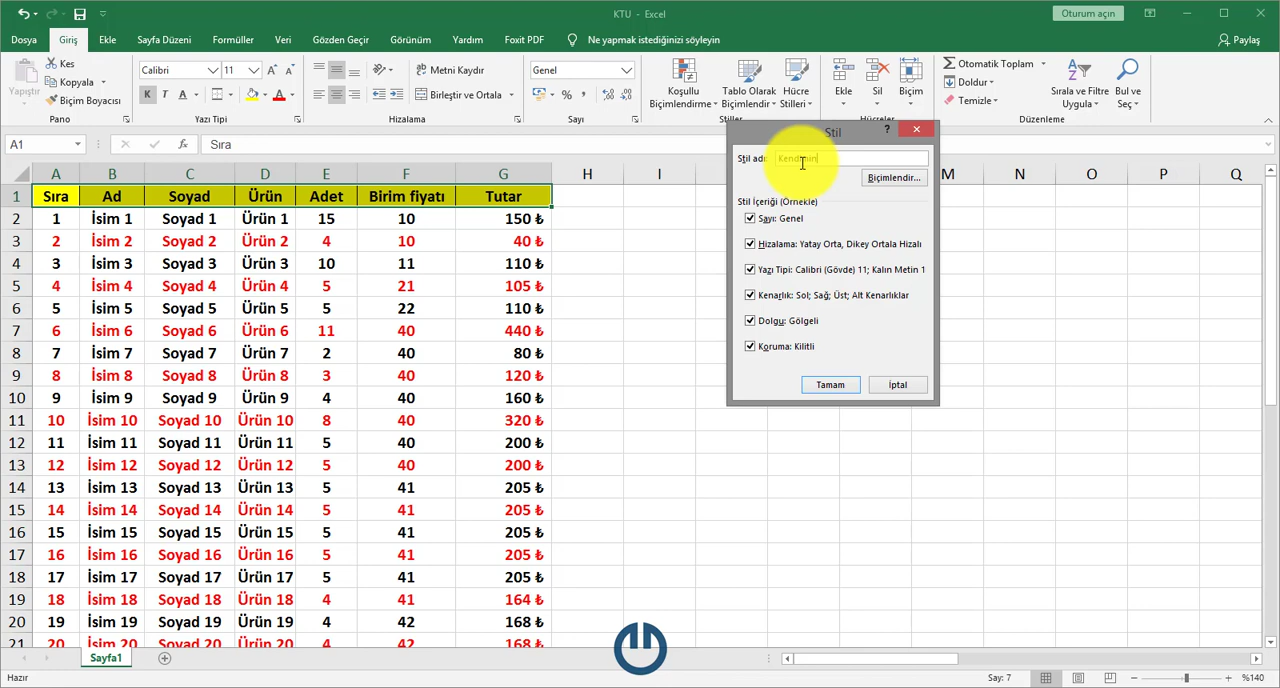 KTU - Excel
Oturum açın
Dosya Giriş Ekle Sayfa Düzeni Formüller Veri Gözden Geçir Görünüm Yardım Foxit PDF Ne yapmak istediğinizi söyleyin Paylaş
Yapıştır
Kes
Kopyala
Biçim Boyacısı
Pano
Calibri 11
K T A
Yazı Tipi
Metni Kaydır
Birleştir ve Ortala
Hizalama
Genel
Sayı
Koşullu Biçimlendirme
Tablo Olarak Biçimlendir
Hücre Stilleri
Stiller
Ekle
Sil
Biçim
Hücreler
Otomatik Toplam
Doldur
Temizle
Sırala ve Filtre Uygula
Bul ve Seç
Düzenleme
A1 fx Sıra
A B C D E F G H I M N O P Q
1 Sıra Ad Soyad Ürün Adet Birim fiyatı Tutar
2 1 İsim 1 Soyad 1 Ürün 1 15 10 150 ₺
3 2 İsim 2 Soyad 2 Ürün 2 4 10 40 ₺
4 3 İsim 3 Soyad 3 Ürün 3 10 11 110 ₺
5 4 İsim 4 Soyad 4 Ürün 4 5 21 105 ₺
6 5 İsim 5 Soyad 5 Ürün 5 5 22 110 ₺
7 6 İsim 6 Soyad 6 Ürün 6 11 40 440 ₺
8 7 İsim 7 Soyad 7 Ürün 7 2 40 80 ₺
9 8 İsim 8 Soyad 8 Ürün 8 3 40 120 ₺
10 9 İsim 9 Soyad 9 Ürün 9 4 40 160 ₺
11 10 İsim 10 Soyad 10 Ürün 10 8 40 320 ₺
12 11 İsim 11 Soyad 11 Ürün 11 5 40 200 ₺
13 12 İsim 12 Soyad 12 Ürün 12 5 40 200 ₺
14 13 İsim 13 Soyad 13 Ürün 13 5 41 205 ₺
15 14 İsim 14 Soyad 14 Ürün 14 5 41 205 ₺
16 15 İsim 15 Soyad 15 Ürün 15 5 41 205 ₺
17 16 İsim 16 Soyad 16 Ürün 16 5 41 205 ₺
18 17 İsim 17 Soyad 17 Ürün 17 5 41 205 ₺
19 18 İsim 18 Soyad 18 Ürün 18 4 41 164 ₺
20 19 İsim 19 Soyad 19 Ürün 19 4 42 168 ₺
21 20 İsim 20 Soyad 20 Ürün 20 4 42 168 ₺
Stil
Stil adı:
Biçimlendir...
Stil İçeriği (Örnekle)
Sayı: Genel
Hizalama: Yatay Orta, Dikey Ortala Hizalı
Yazı Tipi: Calibri (Gövde) 11; Kalın Metin 1
Kenarlık: Sol; Sağ; Üst; Alt Kenarlıklar
Dolgu: Gölgeli
Koruma: Kilitli
Tamam İptal
Sayfa1
Hazır
Say: 7
%140